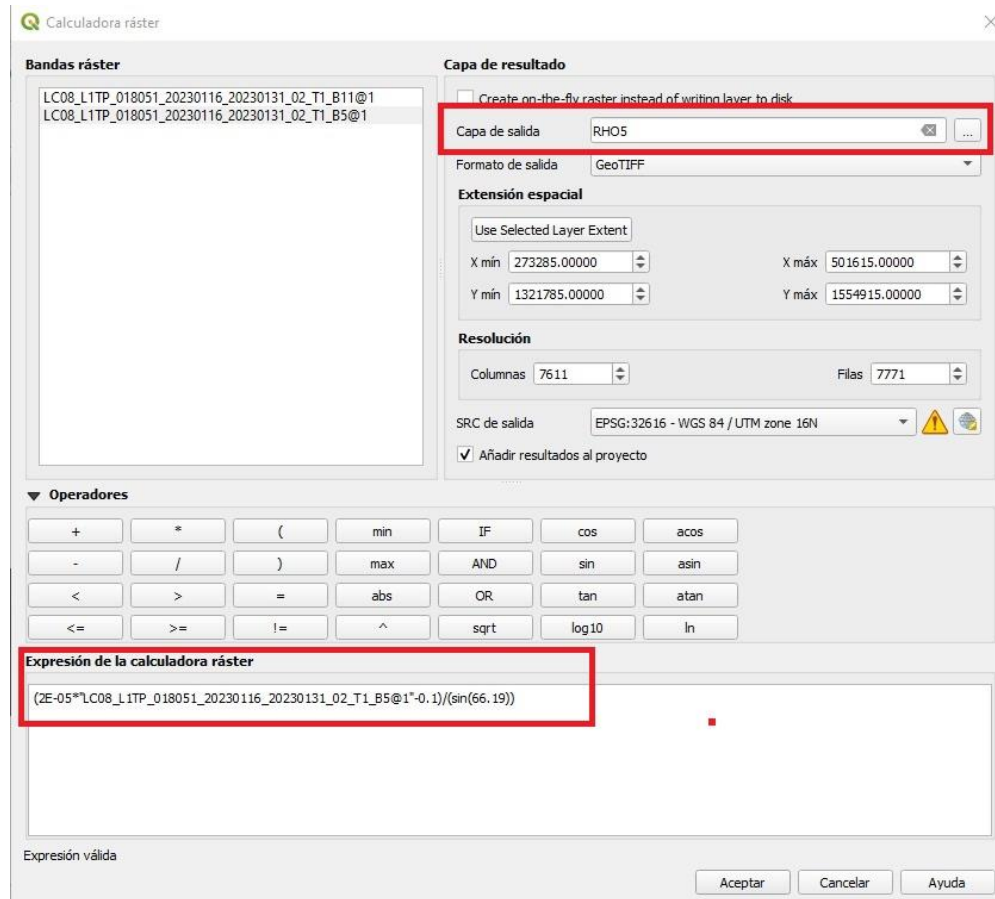 Calculadora ráster
Bandas ráster
LC08_L1TP_018051_20230116_20230131_02_T1_B11@1
LC08_L1TP_018051_20230116_20230131_02_T1_B5@1
Capa de resultado
Create on-the-fly raster instead of writing layer to disk
Capa de salida RHO5 ...
Formato de salida GeoTIFF
Extensión espacial
Use Selected Layer Extent
X mín 273285.00000 X máx 501615.00000
Y mín 1321785.00000 Y máx 1554915.00000
Resolución
Columnas 7611 Filas 7771
SRC de salida EPSG:32616 - WGS 84 / UTM zone 16N
Añadir resultados al proyecto
Operadores
+ * ( min IF cos acos
- / ) max AND sin asin
< > = abs OR tan atan
<= >= != ^ sqrt log10 ln
Expresión de la calculadora ráster
(2E-05*"LC08_L1TP_018051_20230116_20230131_02_T1_B5@1"-0.1)/(sin(66.19))
Expresión válida
Aceptar Cancelar Ayuda